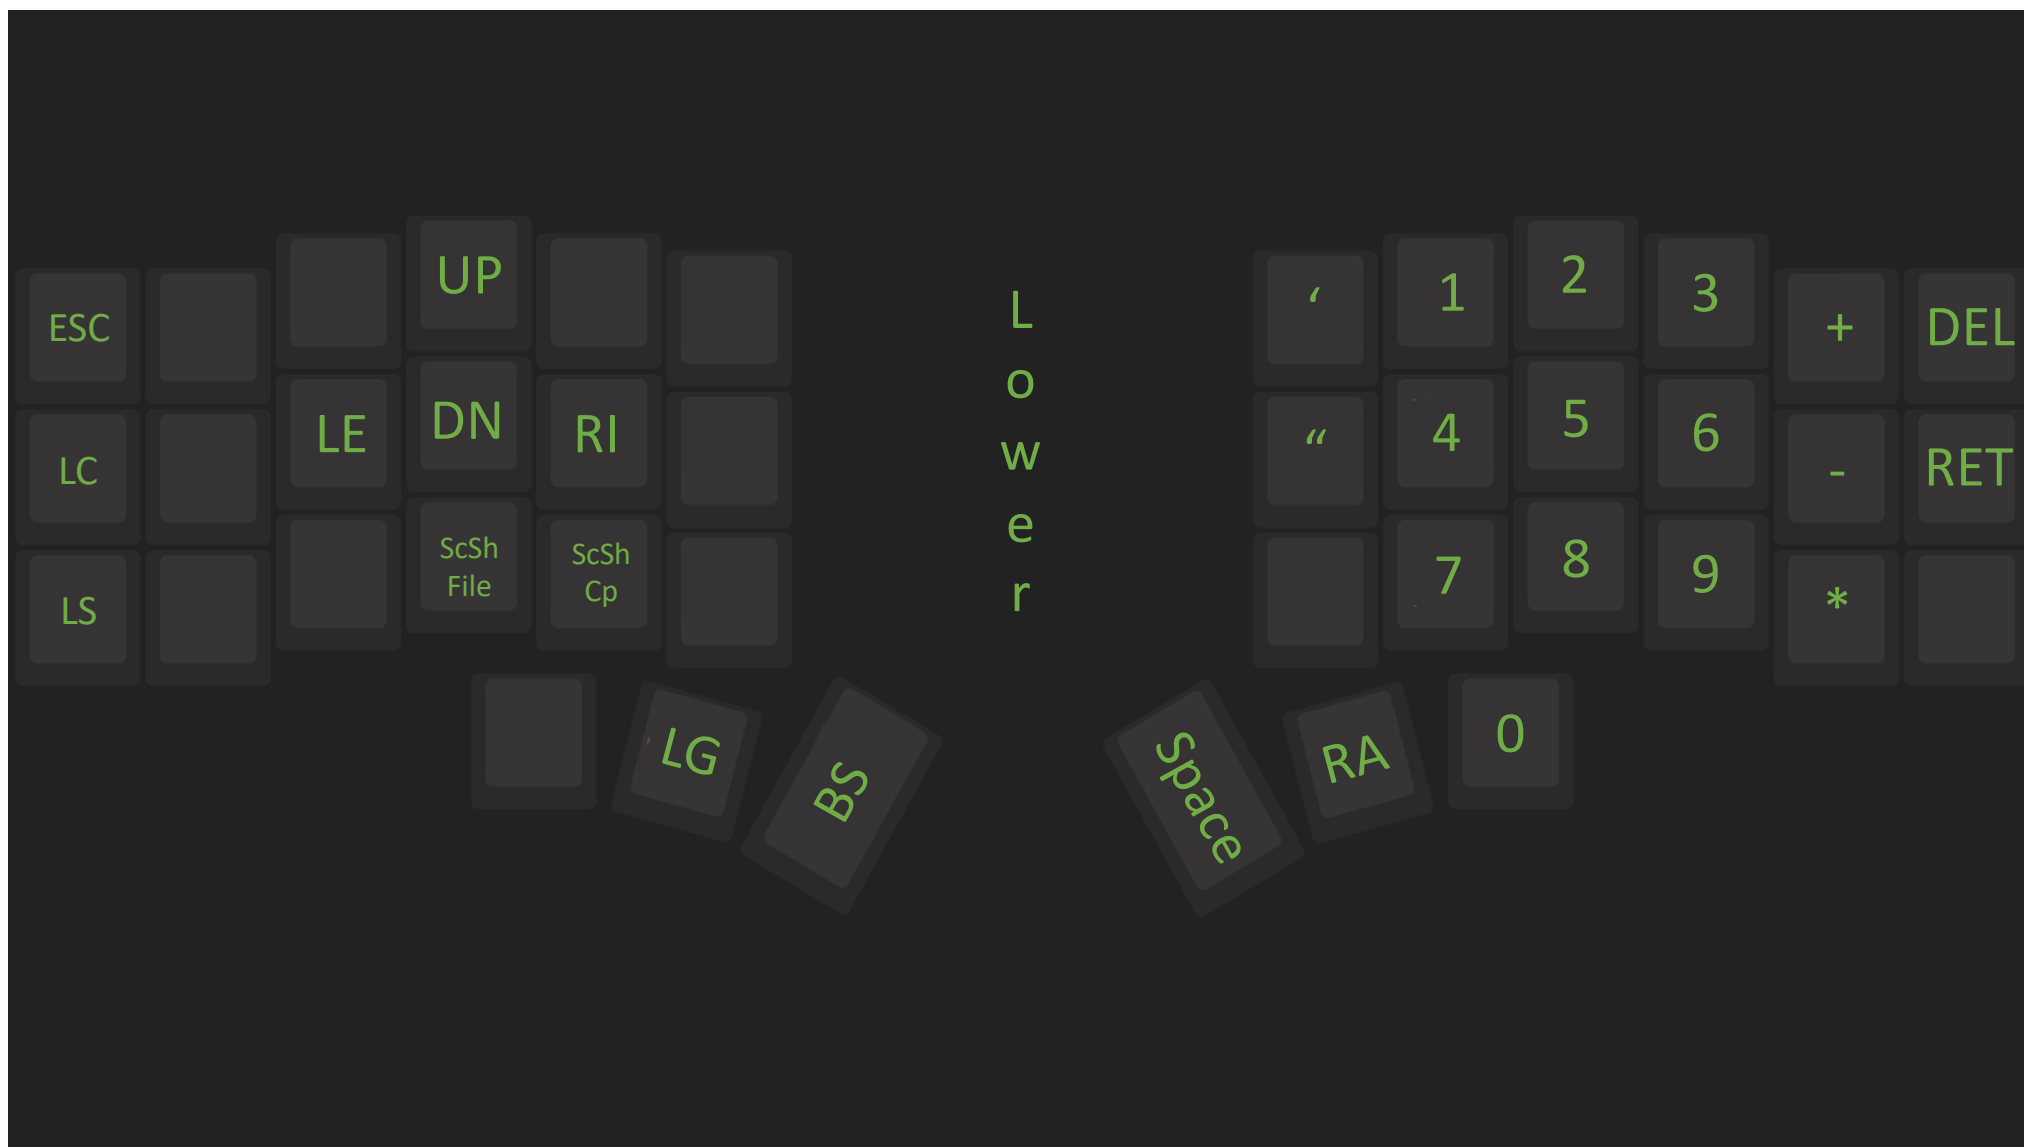 ESC
UP
‘
1
2
3
+
DEL
LC
LE
DN
RI
“
4
5
6
-
RET
LS
ScSh
File
ScSh
Cp
7
8
9
*
LG
BS
Space
RA
0
L
o
w
e
r